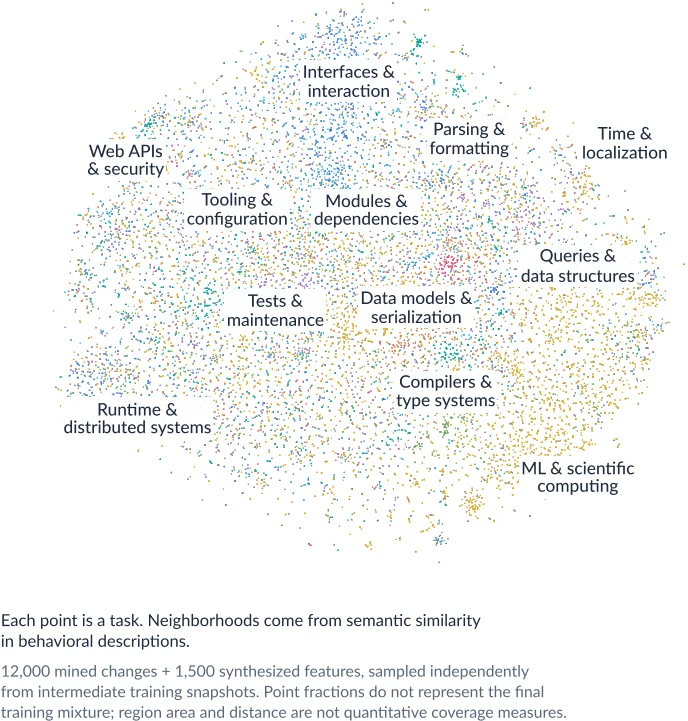 Interfaces &
interaction
Parsing &
formatting
Time &
localization
Web APIs
& security
Tooling &
configuration
Modules &
dependencies
Queries &
data structures
Tests &
maintenance
Data models &
serialization
Compilers &
type systems
Runtime &
distributed systems
ML & scientific
computing
Each point is a task. Neighborhoods come from semantic similarity
in behavioral descriptions.
12,000 mined changes + 1,500 synthesized features, sampled independently
from intermediate training snapshots. Point fractions do not represent the final
training mixture; region area and distance are not quantitative coverage measures.